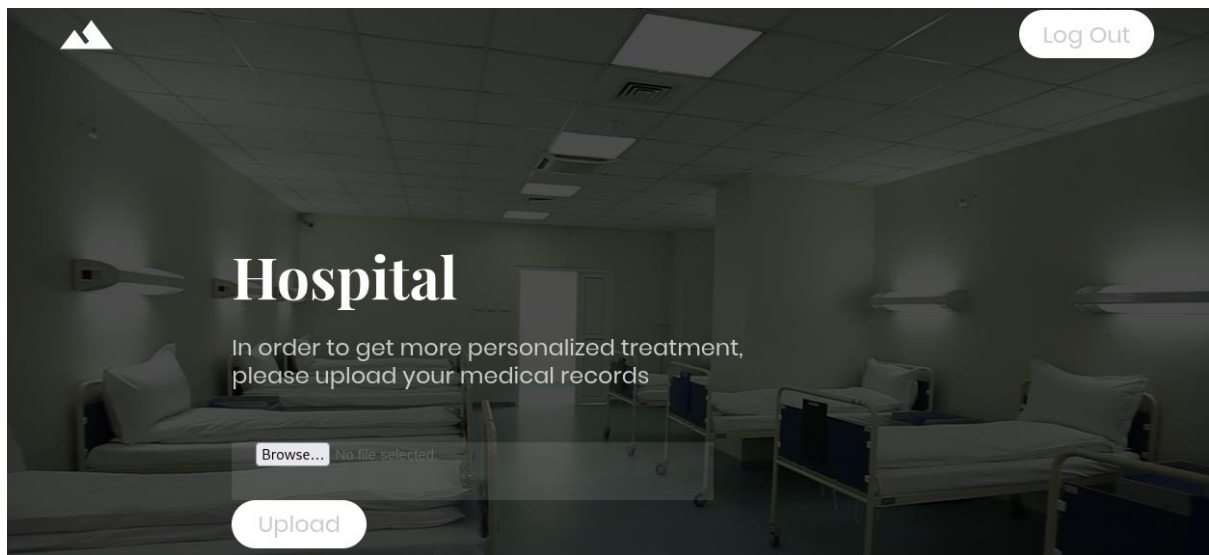 Log Out
Hospital
In order to get more personalized treatment,
please upload your medical records
Browse... No file selected.
Upload